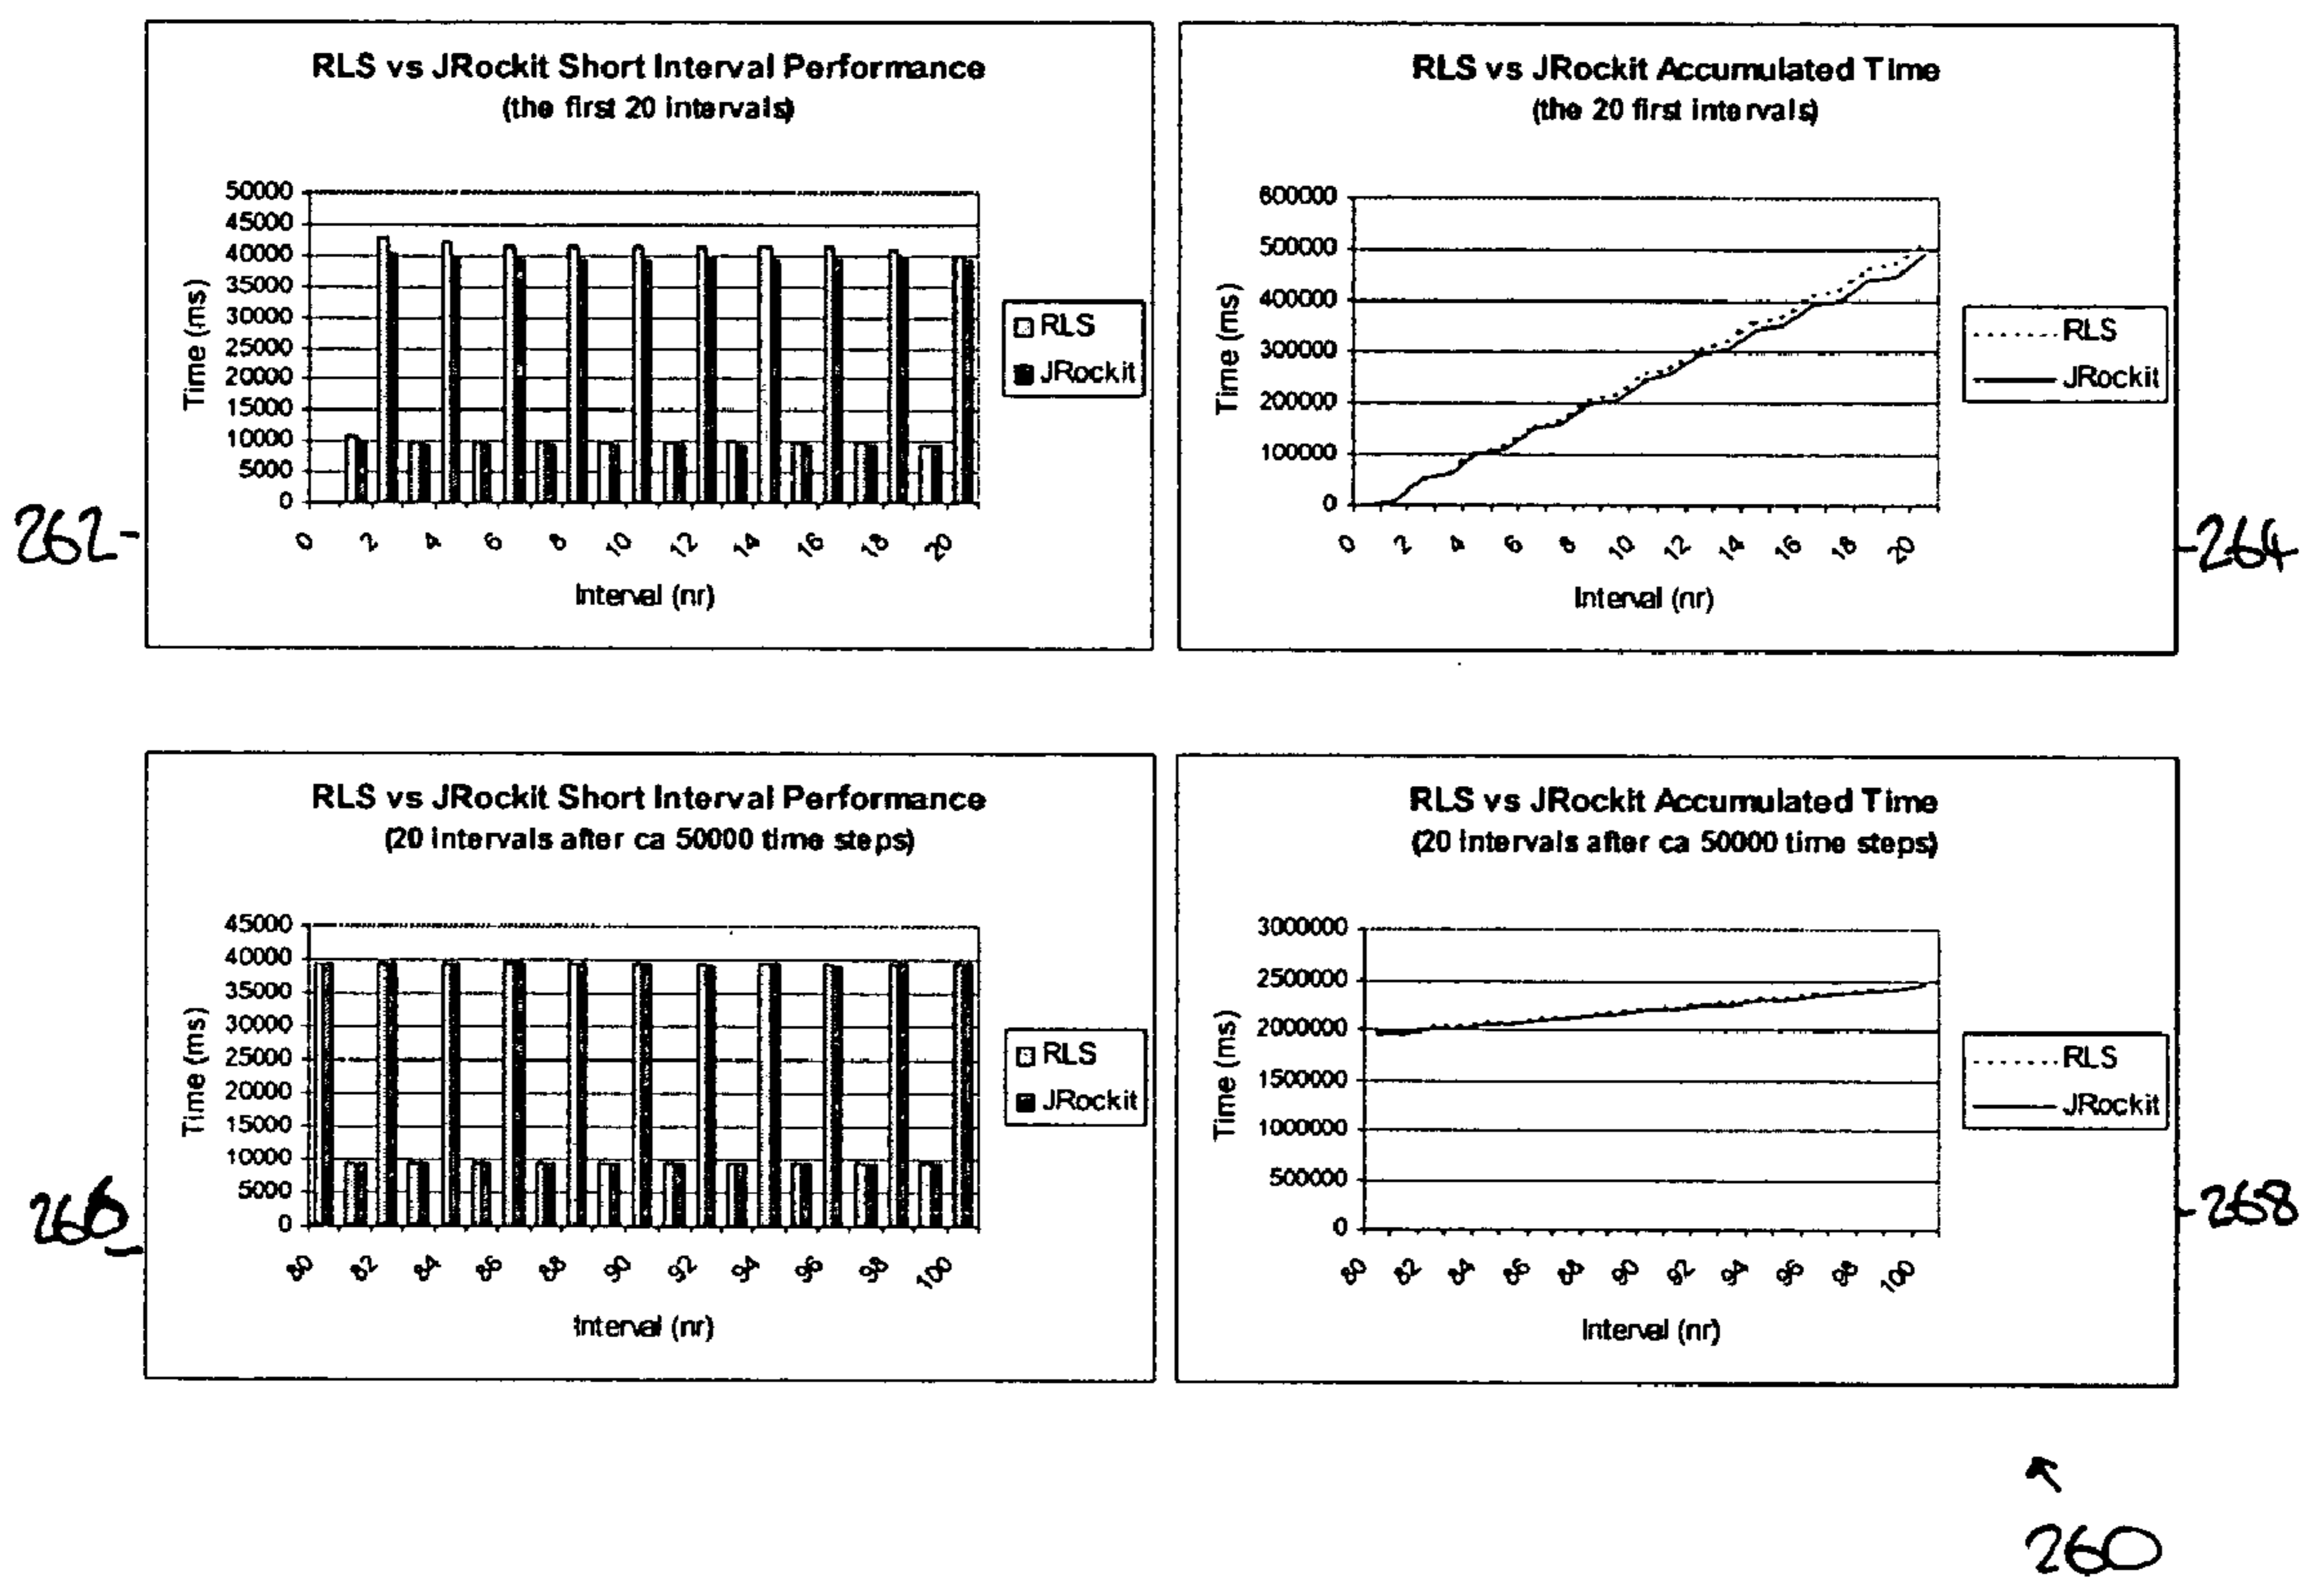 RLS vs JRockit Short Interval Performance
(the first 20 intervals)
50000
45000
40000
35000
30000
25000
20000
15000
10000
5000
0
Time (ms)
0 2 4 6 8 10 12 14 16 18 20
Interval (nr)
RLS
JRockit
262
RLS vs JRockit Accumulated Time
(the 20 first intervals)
600000
500000
400000
300000
200000
100000
0
Time (ms)
0 2 4 6 8 10 12 14 16 18 20
Interval (nr)
RLS
JRockit
264
RLS vs JRockit Short Interval Performance
(20 intervals after ca 50000 time steps)
45000
40000
35000
30000
25000
20000
15000
10000
5000
0
Time (ms)
80 82 84 86 88 90 92 94 96 98 100
Interval (nr)
RLS
JRockit
266
RLS vs JRockit Accumulated Time
(20 intervals after ca 50000 time steps)
3000000
2500000
2000000
1500000
1000000
500000
0
Time (ms)
80 82 84 86 88 90 92 94 96 98 100
Interval (nr)
RLS
JRockit
268
260